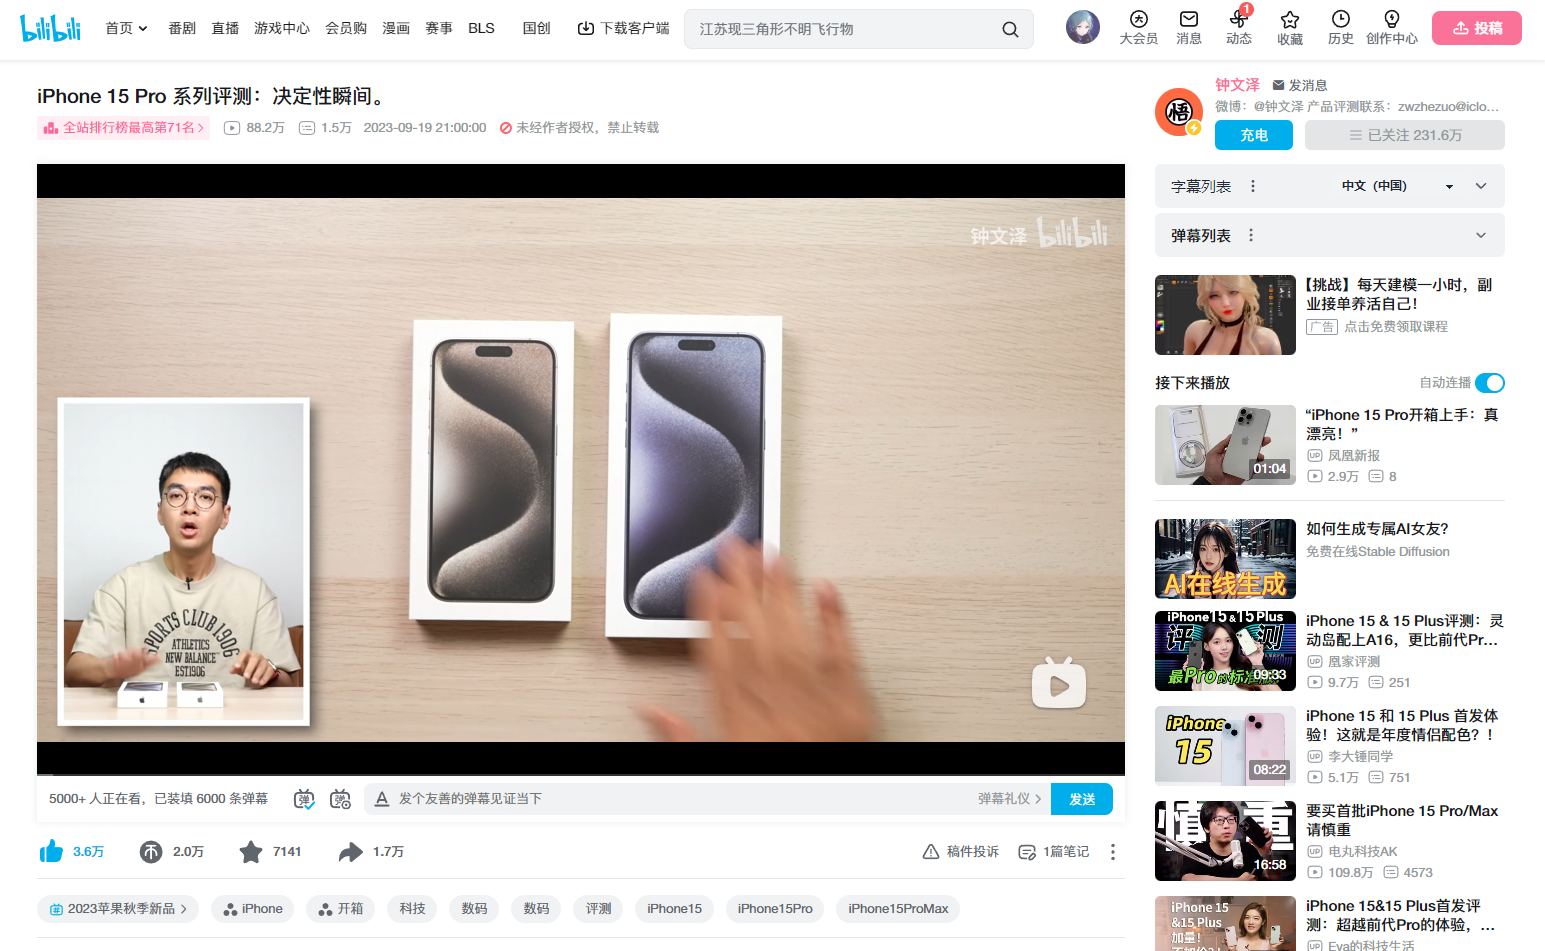 bilibili
首页
番剧
直播
游戏中心
会员购
漫画
赛事
BLS
国创
下载客户端
江苏现三角形不明飞行物
大会员
消息
1
动态
收藏
历史
创作中心
投稿
iPhone 15 Pro 系列评测：决定性瞬间。
全站排行榜最高第71名
88.2万
1.5万
2023-09-19 21:00:00
未经作者授权，禁止转载
钟文泽 bilibili
SPORTS CLUB 1906
ATHLETICS
NEW BALANCE
EST1906
5000+ 人正在看，已装填 6000 条弹幕
发个友善的弹幕见证当下
弹幕礼仪
发送
3.6万
2.0万
7141
1.7万
稿件投诉
1篇笔记
2023苹果秋季新品
iPhone
开箱
科技
数码
数码
评测
iPhone15
iPhone15Pro
iPhone15ProMax
悟
钟文泽
发消息
微博：@钟文泽 产品评测联系：zwzhezuo@iclo...
充电
已关注 231.6万
字幕列表
中文（中国）
弹幕列表
【挑战】每天建模一小时，副
业接单养活自己！
广告 点击免费领取课程
接下来播放
自动连播
01:04
“iPhone 15 Pro开箱上手：真
漂亮！”
UP 凤凰新报
2.9万
8
AI在线生成
如何生成专属AI女友？
免费在线Stable Diffusion
iPhone15 &15 Plus
评测
最Pro的标准版!
09:33
iPhone 15 & 15 Plus评测：灵
动岛配上A16，更比前代Pr...
UP 凰家评测
9.7万
251
iPhone
15
08:22
iPhone 15 和 15 Plus 首发体
验！这就是年度情侣配色？！
UP 李大锤同学
5.1万
751
慎重
16:58
要买首批iPhone 15 Pro/Max
请慎重
UP 电丸科技AK
109.8万
4573
iPhone 15
&15 Plus
加量！
iPhone 15&15 Plus首发评
测：超越前代Pro的体验，...
UP Eva的科技生活